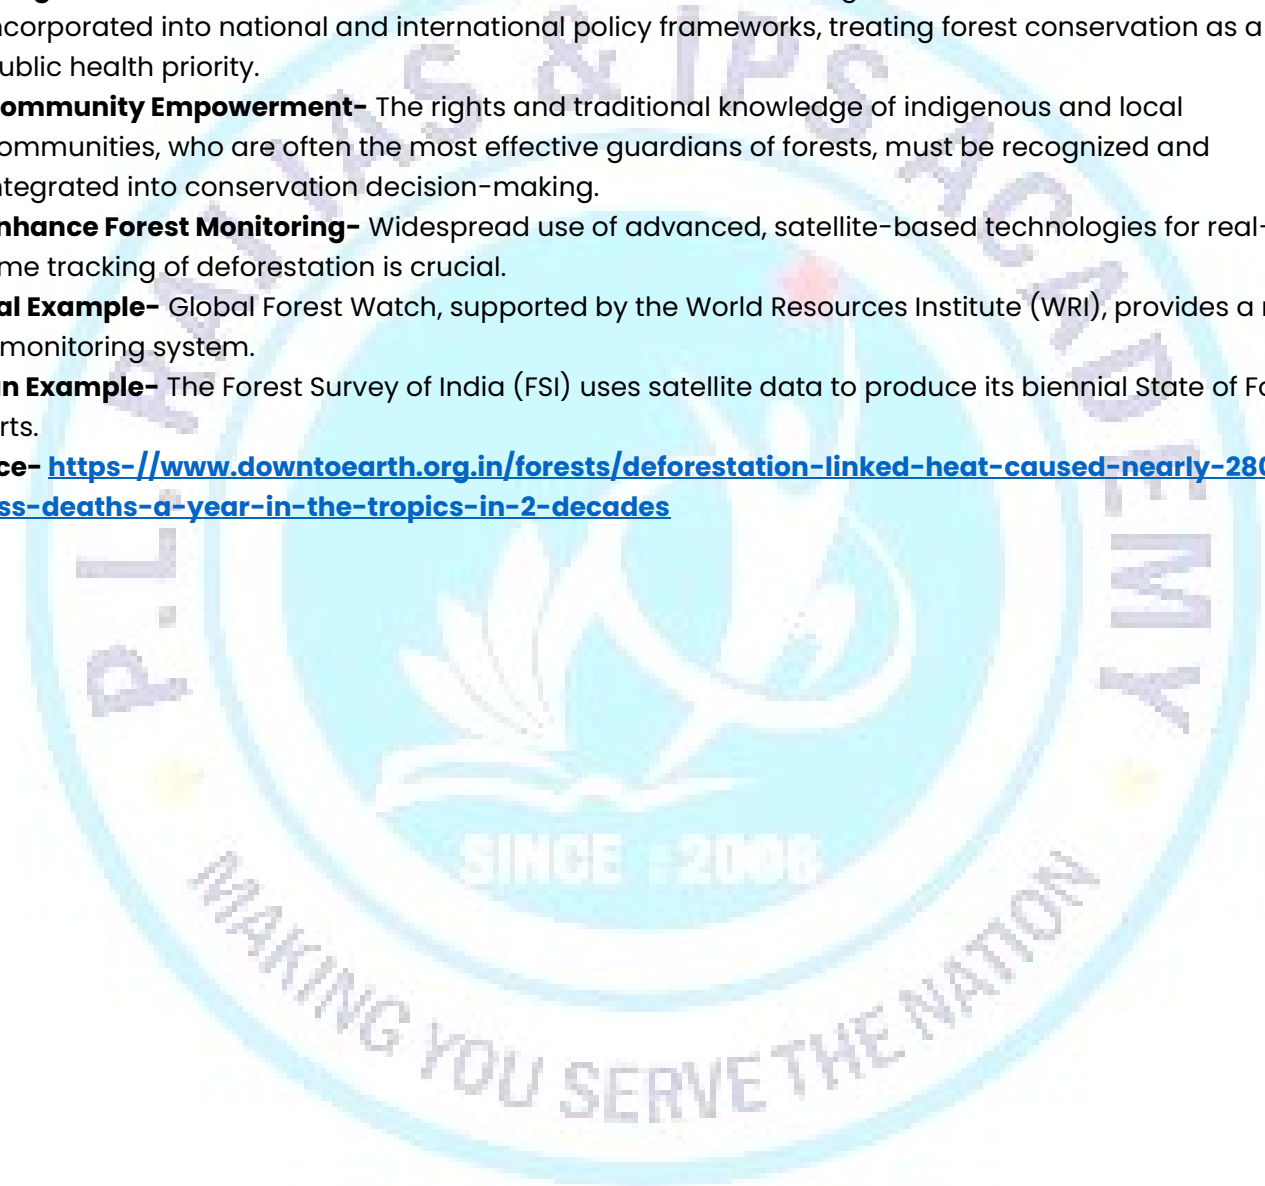 ncorporated into national and international policy frameworks, treating forest conservation as a
ublic health priority.
ommunity Empowerment- The rights and traditional knowledge of indigenous and local
ommunities, who are often the most effective guardians of forests, must be recognized and
ntegrated into conservation decision-making.
nhance Forest Monitoring- Widespread use of advanced, satellite-based technologies for real-
me tracking of deforestation is crucial.
al Example- Global Forest Watch, supported by the World Resources Institute (WRI), provides a
monitoring system.
n Example- The Forest Survey of India (FSI) uses satellite data to produce its biennial State of Fo
rts.
ce- https-//www.downtoearth.org.in/forests/deforestation-linked-heat-caused-nearly-280
ss-deaths-a-year-in-the-tropics-in-2-decades
P.L. RAJ IAS & IPS ACADEMY
SINCE : 2006
MAKING YOU SERVE THE NATION